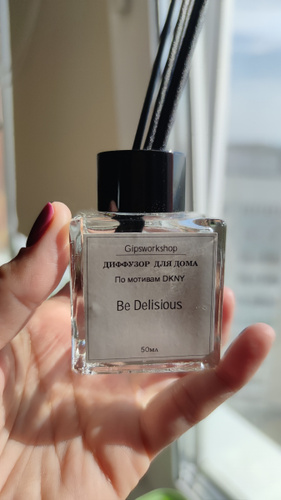 Gipsworkshop
ДИФФУЗОР ДЛЯ ДОМА
По мотивам DKNY
Be Delisious
50мл